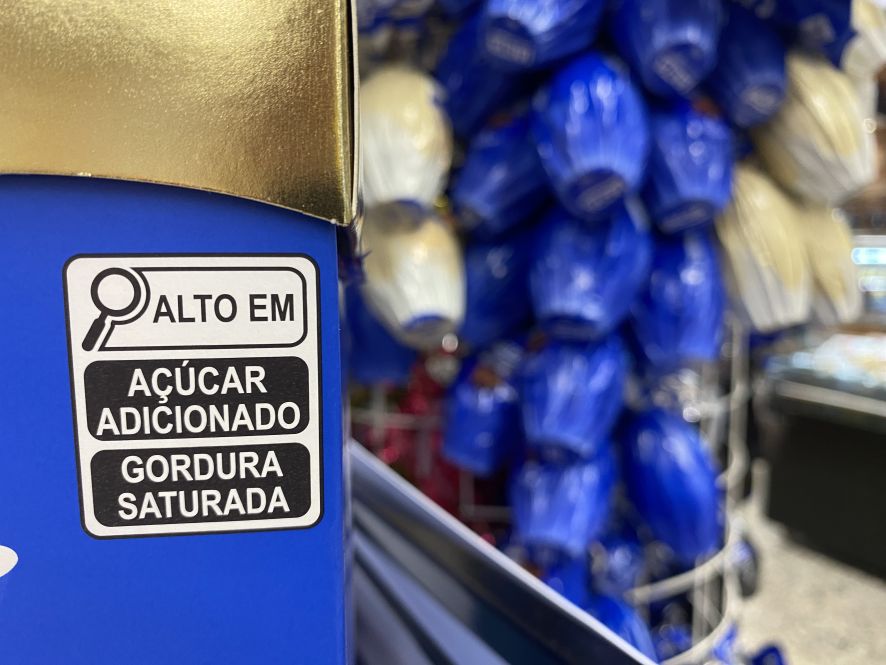 ALTO EM
AÇÚCAR
ADICIONADO
GORDURA
SATURADA